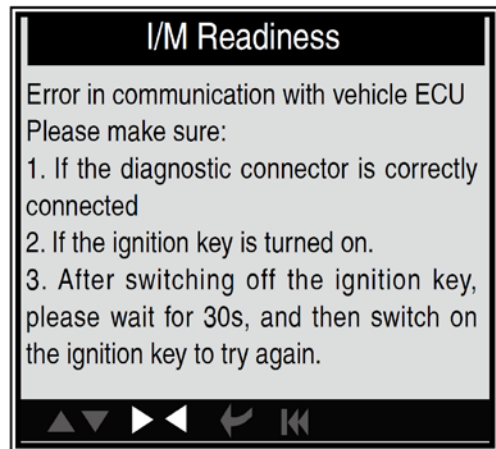 I/M Readiness
Error in communication with vehicle ECU
Please make sure:
1. If the diagnostic connector is correctly
connected
2. If the ignition key is turned on.
3. After switching off the ignition key,
please wait for 30s, and then switch on
the ignition key to try again.